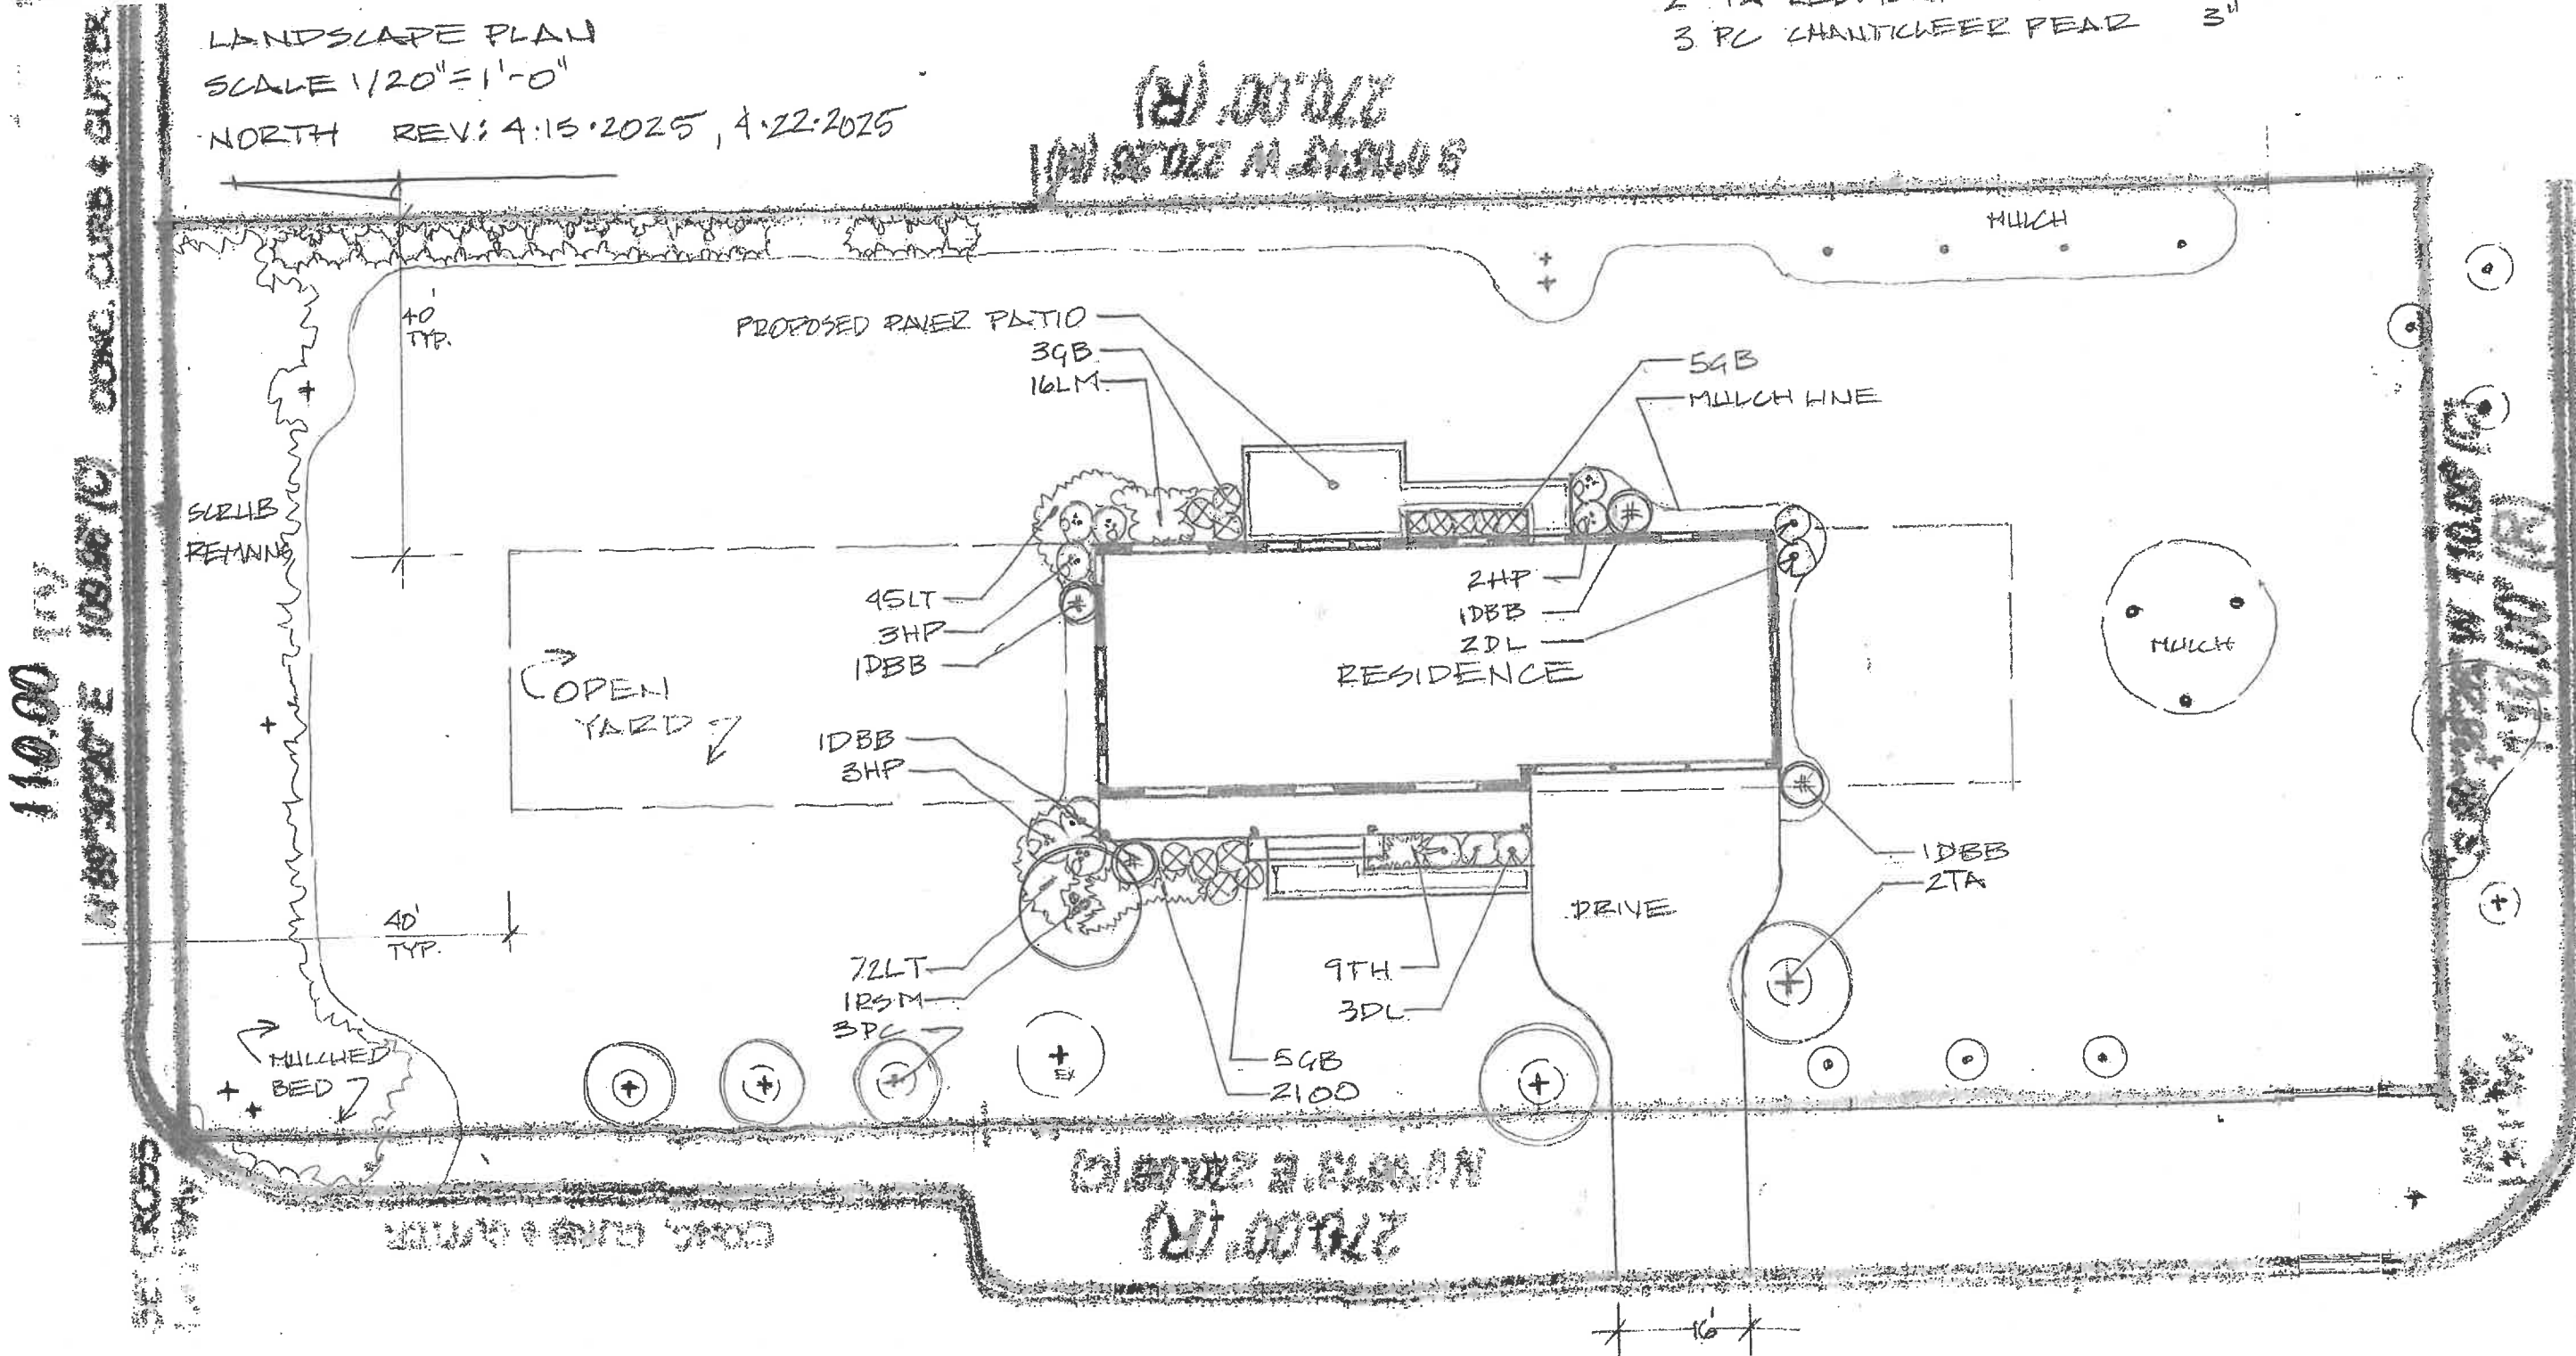 LANDSCAPE PLAN
SCALE 1/20"=1'-0"
NORTH REV: 4.15.2025, 4.22.2025
3 PC CHANTICLEER PEAR 3"
270.00' (R)
CONC. CURB & GUTTER
MULCH
40'
TYP.
PROPOSED PAVER PATIO
3GB
16LM
5GB
MULCH LINE
SCRUB
REMAINS
45LT
3HP
1DBB
2HP
1DBB
2DL
RESIDENCE
MULCH
OPEN
YARD
1DBB
3HP
110.00
110.00' (R)
1DBB
2TA
DRIVE
40'
TYP.
72LT
1RSM
3PC
9TH
3DL
5GB
2100
EX
MULCHED
BED
270.00' (R)
CONC. CURB & GUTTER
16'